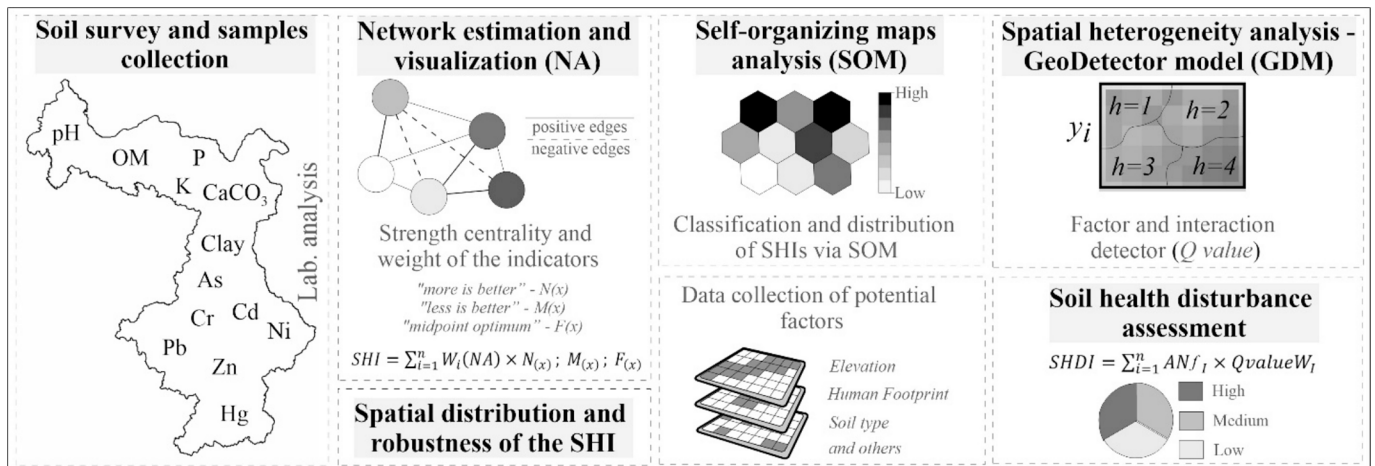 Soil survey and samples
collection
pH
OM
P
K
CaCO₃
Clay
As
Cr
Cd
Ni
Pb
Zn
Hg
Lab. analysis
Network estimation and
visualization (NA)
positive edges
negative edges
Strength centrality and
weight of the indicators
"more is better” - N(x)
"less is better” - M(x)
"midpoint optimum” - F(x)
SHI = ∑ⁿᵢ₌₁ Wᵢ(NA) × N₍ₓ₎ ; M₍ₓ₎ ; F₍ₓ₎
Spatial distribution and
robustness of the SHI
Self-organizing maps
analysis (SOM)
High
Low
Classification and distribution
of SHIs via SOM
Data collection of potential
factors
Elevation
Human Footprint
Soil type
and others
Spatial heterogeneity analysis -
GeoDetector model (GDM)
yᵢ
h=1
h=2
h=3
h=4
Factor and interaction
detector (Q value)
Soil health disturbance
assessment
SHDI = ∑ⁿᵢ₌₁ ANf_I × QvalueW_I
High
Medium
Low